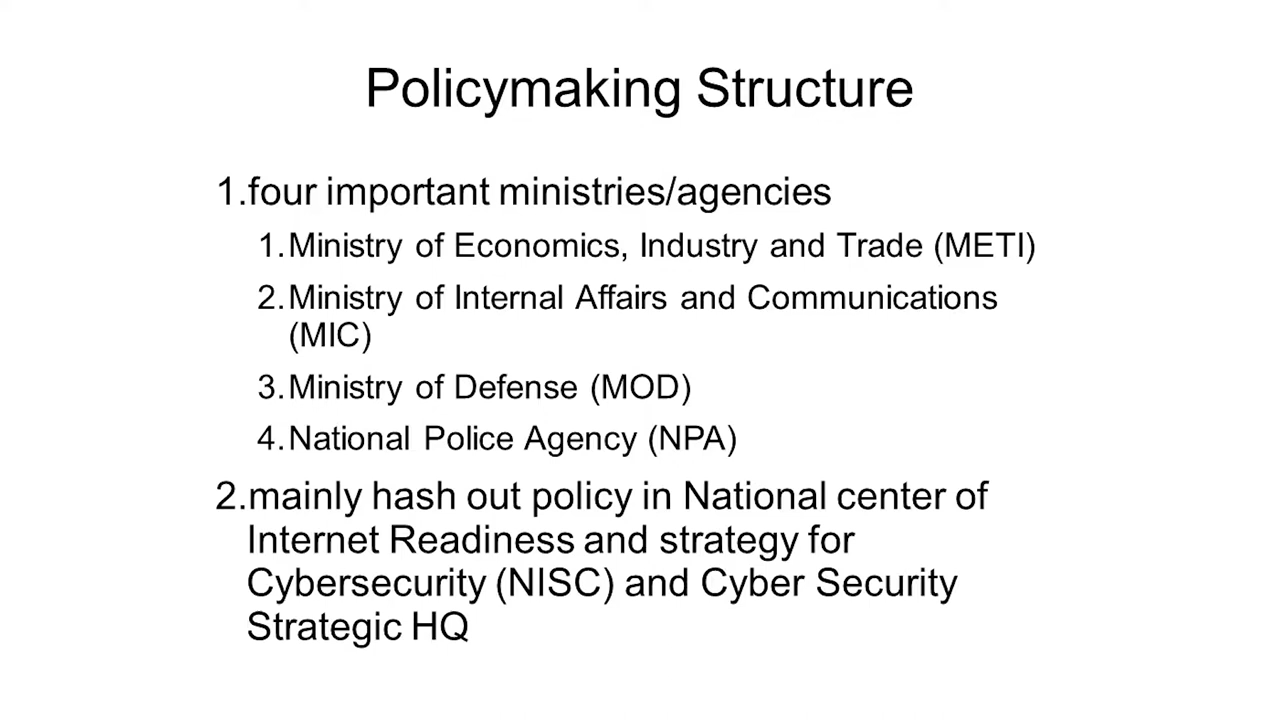 Policymaking Structure
1.four important ministries/agencies
1.Ministry of Economics, Industry and Trade (METI)
2.Ministry of Internal Affairs and Communications
(MIC)
3.Ministry of Defense (MOD)
4.National Police Agency (NPA)
2.mainly hash out policy in National center of
Internet Readiness and strategy for
Cybersecurity (NISC) and Cyber Security
Strategic HQ